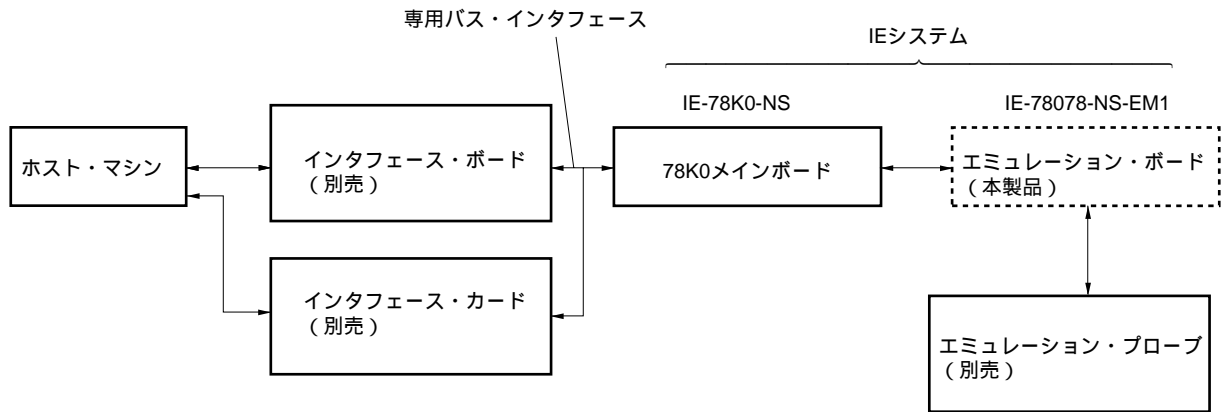 専用バス・インタフェース
IEシステム
IE-78K0-NS
IE-78078-NS-EM1
ホスト・マシン
インタフェース・ボード
（別売）
78K0メインボード
エミュレーション・ボード
（本製品）
インタフェース・カード
（別売）
エミュレーション・プローブ
（別売）